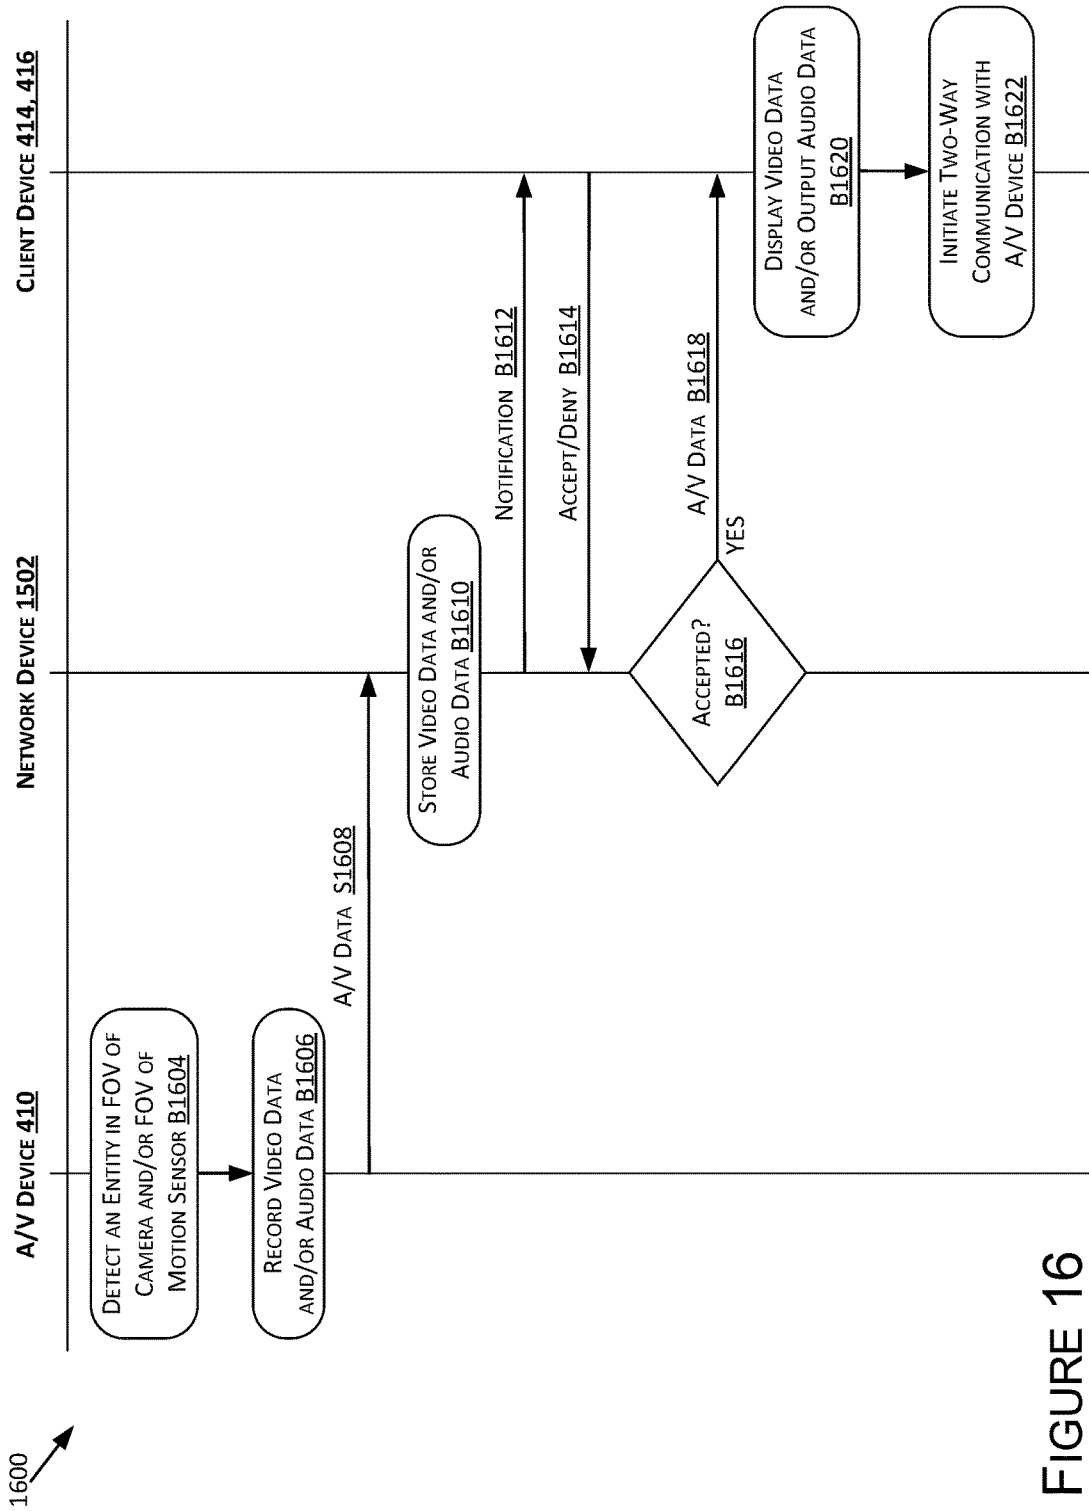 1600
A/V DEVICE 410
NETWORK DEVICE 1502
CLIENT DEVICE 414, 416
DETECT AN ENTITY IN FOV OF
CAMERA AND/OR FOV OF
MOTION SENSOR B1604
RECORD VIDEO DATA
AND/OR AUDIO DATA B1606
A/V DATA S1608
STORE VIDEO DATA AND/OR
AUDIO DATA B1610
NOTIFICATION B1612
ACCEPT/DENY B1614
ACCEPTED?
B1616
YES
A/V DATA B1618
DISPLAY VIDEO DATA
AND/OR OUTPUT AUDIO DATA
B1620
INITIATE TWO-WAY
COMMUNICATION WITH
A/V DEVICE B1622
FIGURE 16